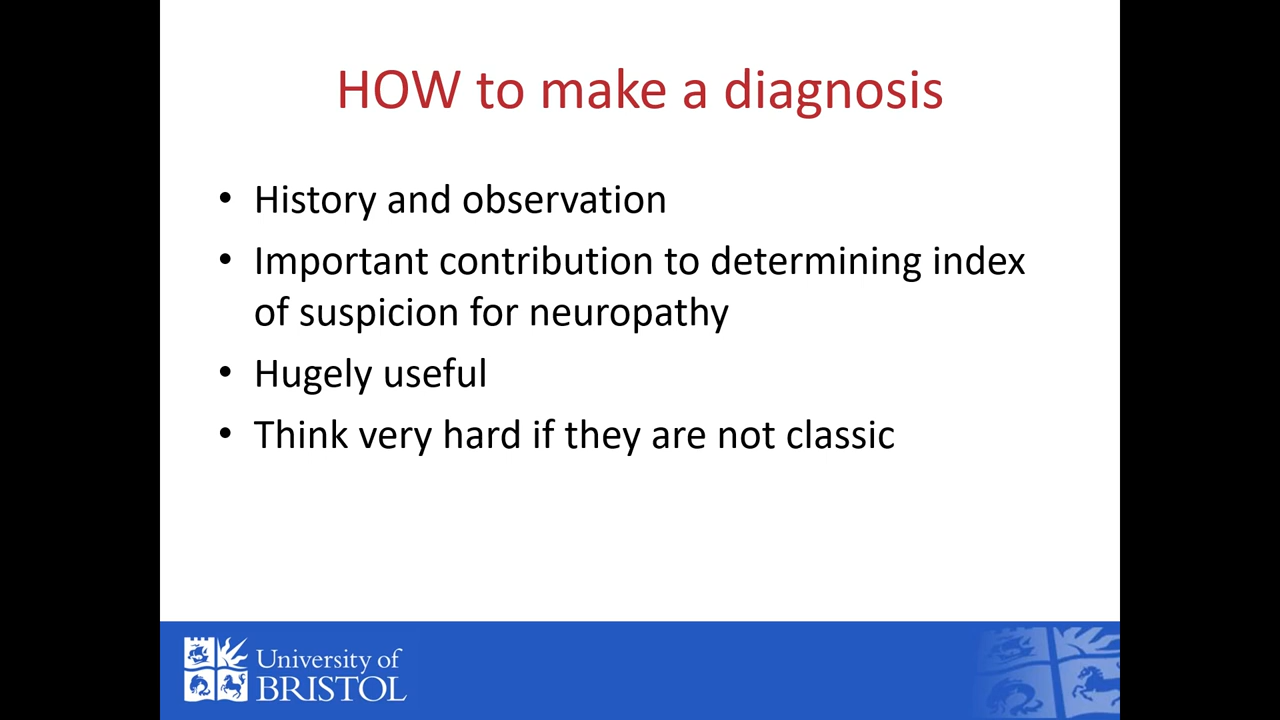 HOW to make a diagnosis
• History and observation
• Important contribution to determining index
of suspicion for neuropathy
• Hugely useful
• Think very hard if they are not classic
University of
BRISTOL